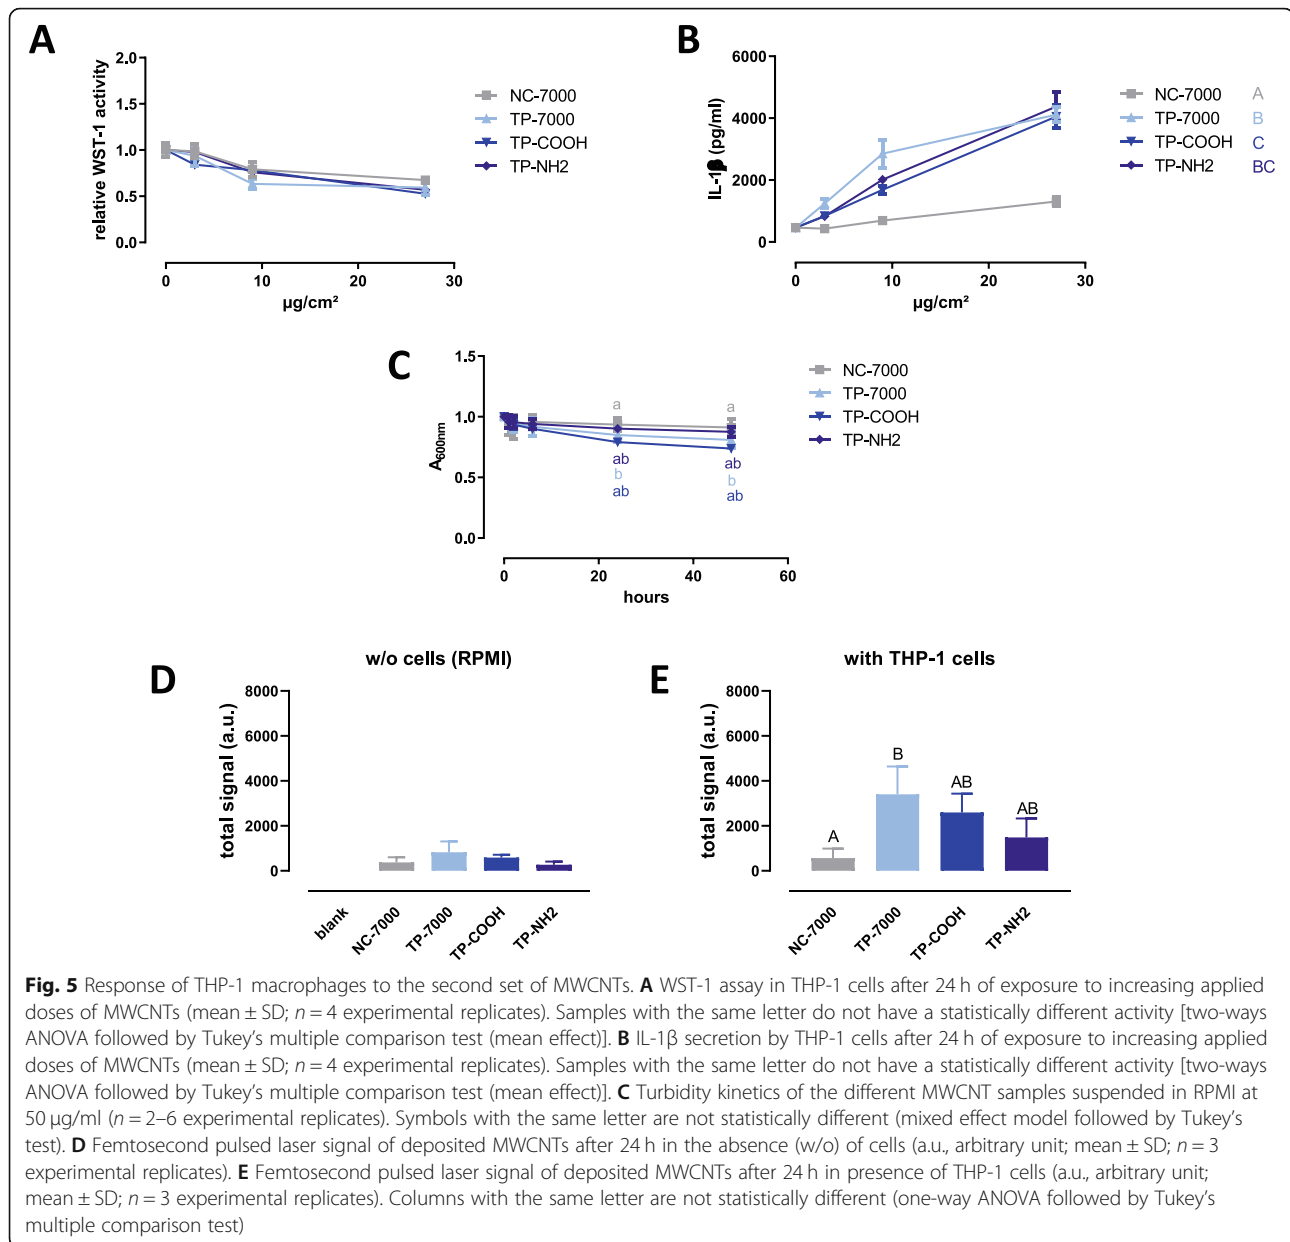 A
relative WST-1 activity
2.0
1.5
1.0
0.5
0.0
0 10 20 30
µg/cm²
NC-7000
TP-7000
TP-COOH
TP-NH2
B
IL-1β (pg/ml)
6000
4000
2000
0
0 10 20 30
µg/cm²
NC-7000 A
TP-7000 B
TP-COOH C
TP-NH2 BC
C
A600nm
1.5
1.0
0.5
0.0
a a
ab ab
b b
ab ab
0 20 40 60
hours
NC-7000
TP-7000
TP-COOH
TP-NH2
D
w/o cells (RPMI)
total signal (a.u.)
8000
6000
4000
2000
0
blank NC-7000 TP-7000 TP-COOH TP-NH2
E
with THP-1 cells
total signal (a.u.)
8000
6000
4000
2000
0
A B AB AB
NC-7000 TP-7000 TP-COOH TP-NH2
Fig. 5 Response of THP-1 macrophages to the second set of MWCNTs. A WST-1 assay in THP-1 cells after 24 h of exposure to increasing applied
doses of MWCNTs (mean ± SD; n = 4 experimental replicates). Samples with the same letter do not have a statistically different activity [two-ways
ANOVA followed by Tukey's multiple comparison test (mean effect)]. B IL-1β secretion by THP-1 cells after 24 h of exposure to increasing applied
doses of MWCNTs (mean ± SD; n = 4 experimental replicates). Samples with the same letter do not have a statistically different activity [two-ways
ANOVA followed by Tukey's multiple comparison test (mean effect)]. C Turbidity kinetics of the different MWCNT samples suspended in RPMI at
50 µg/ml (n = 2–6 experimental replicates). Symbols with the same letter are not statistically different (mixed effect model followed by Tukey's
test). D Femtosecond pulsed laser signal of deposited MWCNTs after 24 h in the absence (w/o) of cells (a.u., arbitrary unit; mean ± SD; n = 3
experimental replicates). E Femtosecond pulsed laser signal of deposited MWCNTs after 24 h in presence of THP-1 cells (a.u., arbitrary unit;
mean ± SD; n = 3 experimental replicates). Columns with the same letter are not statistically different (one-way ANOVA followed by Tukey's
multiple comparison test)